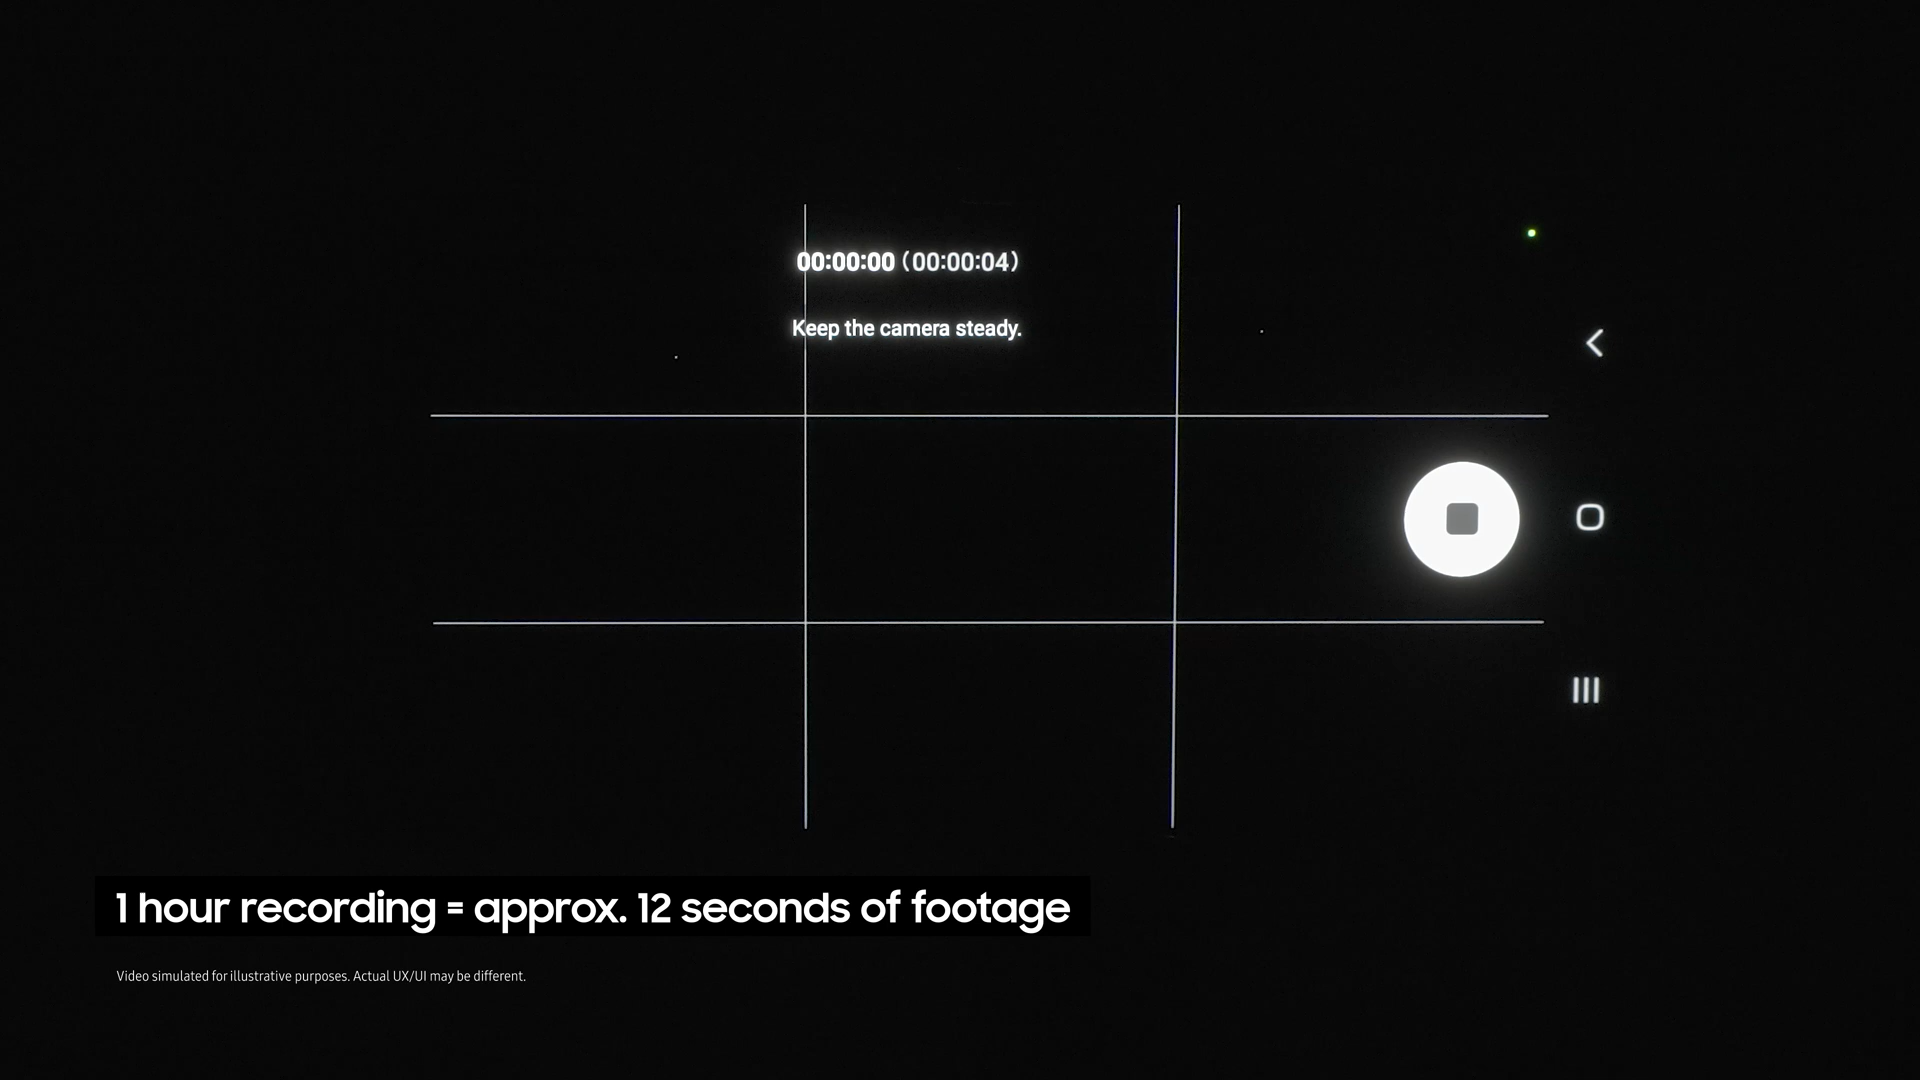 00:00:00 (00:00:04)
Keep the camera steady.
1 hour recording = approx. 12 seconds of footage
Video simulated for illustrative purposes. Actual UX/UI may be different.